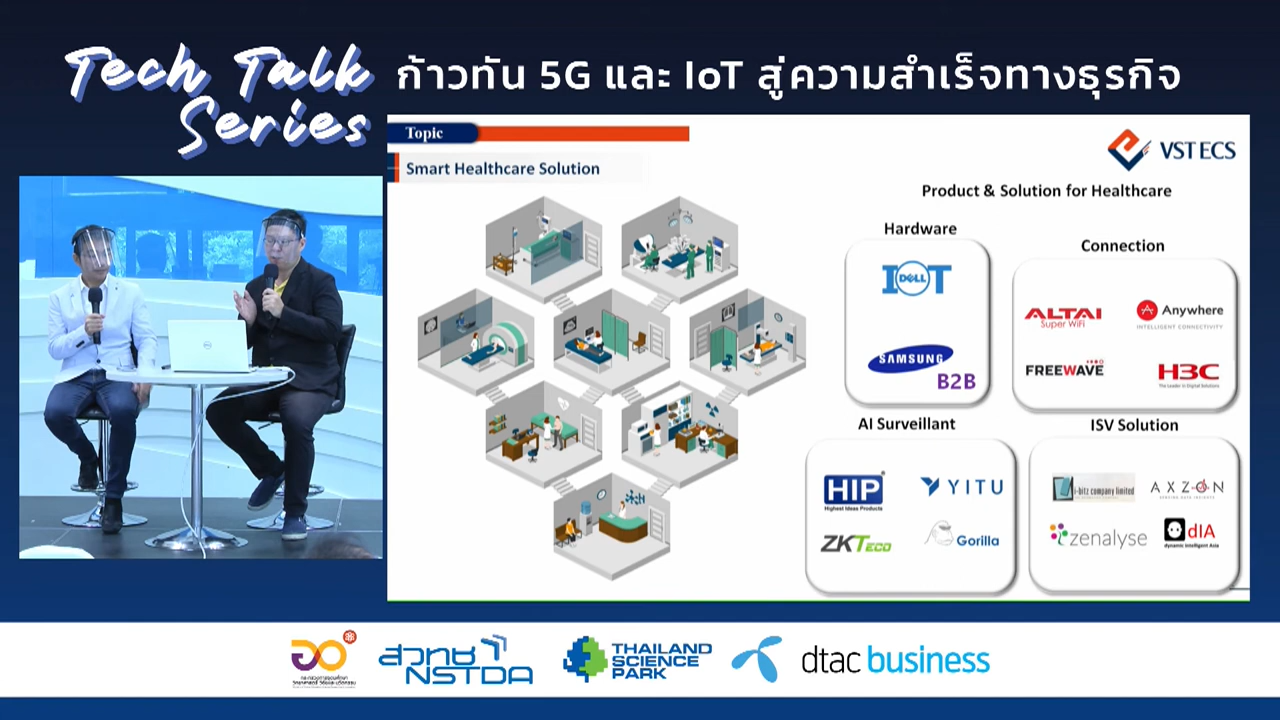 Tech Talk
Series
ก้าวทัน 5G และ IoT สู่ความสำเร็จทางธุรกิจ
Topic
Smart Healthcare Solution
VST ECS
Product & Solution for Healthcare
Hardware
DELL
IOT
SAMSUNG
B2B
Connection
ALTAI
Super WiFi
Anywhere
INTELLIGENT CONNECTIVITY
FREEWAVE
H3C
The Leader in Digital Solutions
AI Surveillant
HIP
Highest Ideas Products
YITU
ZKTECO
Gorilla
ISV Solution
i-bitz company limited
AXZON
zenalyse
dIA
dynamic Intelligent Asia
สวทช
NSTDA
THAILAND
SCIENCE
PARK
dtac business